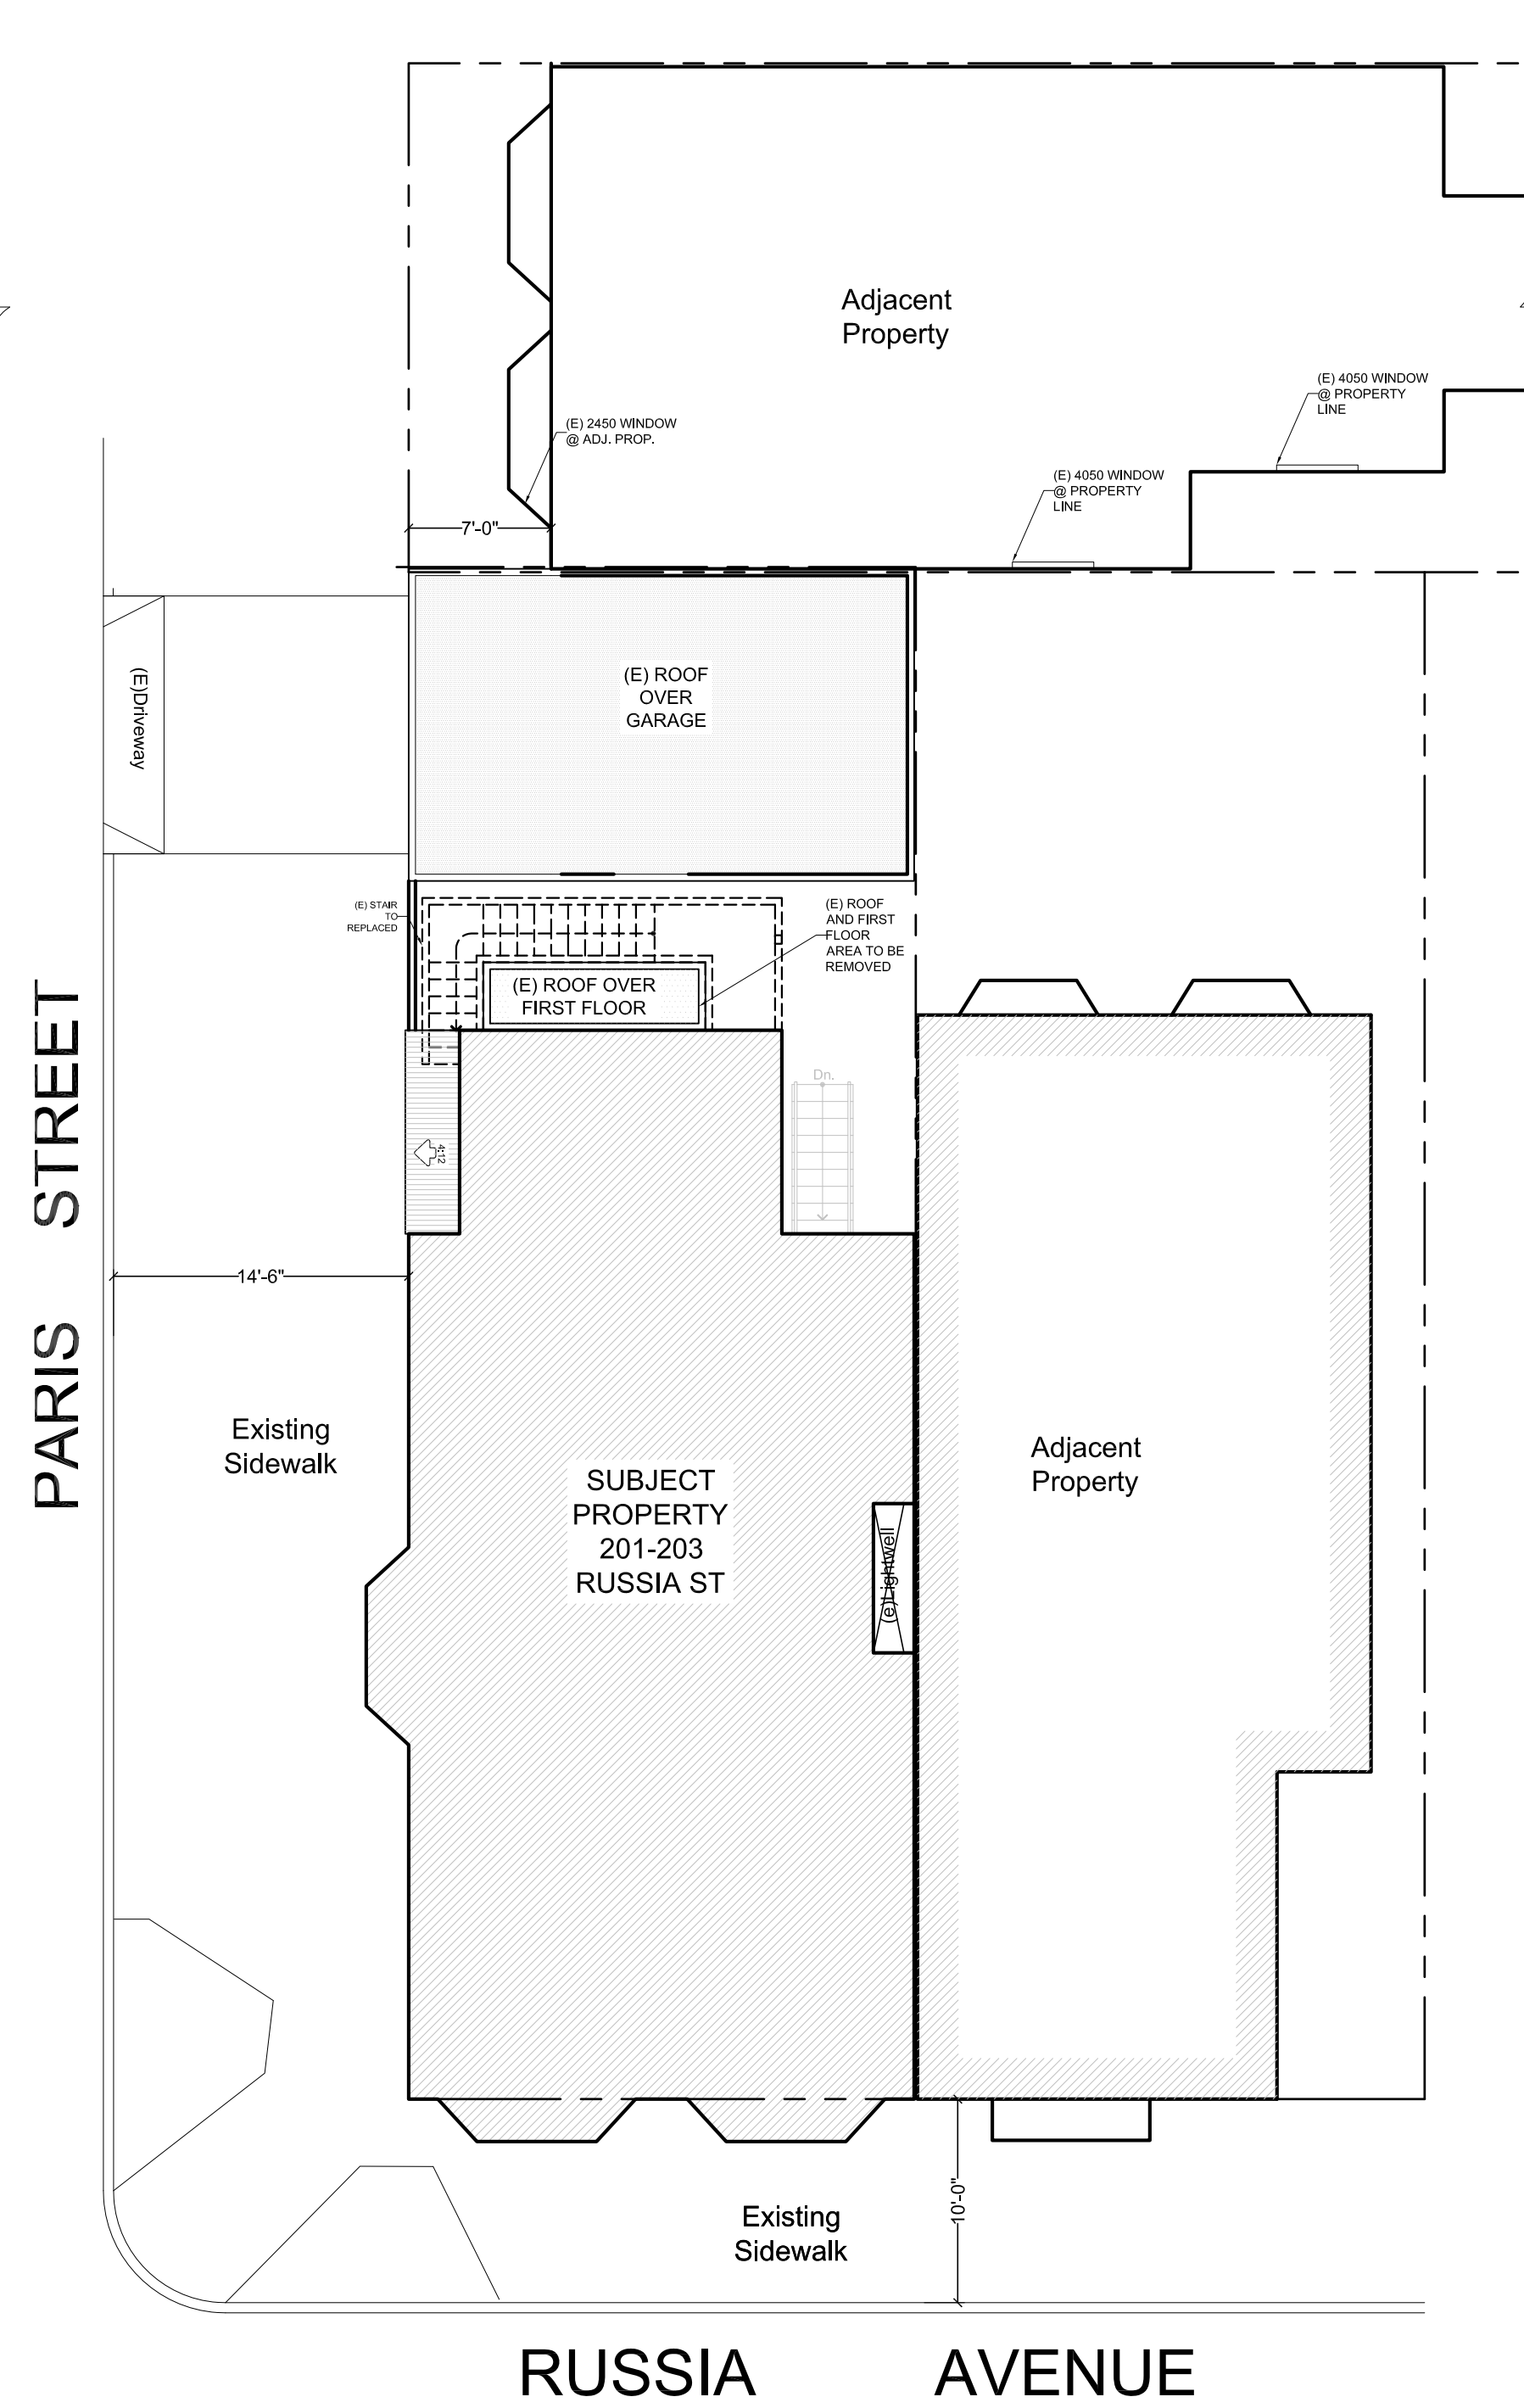 Adjacent
Property
(E) 4050 WINDOW
@ PROPERTY
LINE
(E) 2450 WINDOW
@ ADJ. PROP.
(E) 4050 WINDOW
@ PROPERTY
LINE
7'-0"
(E)Driveway
(E) ROOF
OVER
GARAGE
(E) STAIR
TO
REPLACED
(E) ROOF
AND FIRST
FLOOR
AREA TO BE
REMOVED
(E) ROOF OVER
FIRST FLOOR
Dn.
4:12
14'-6"
PARIS STREET
Existing
Sidewalk
SUBJECT
PROPERTY
201-203
RUSSIA ST
(e)Lightwell
Adjacent
Property
10'-0"
Existing
Sidewalk
RUSSIA AVENUE